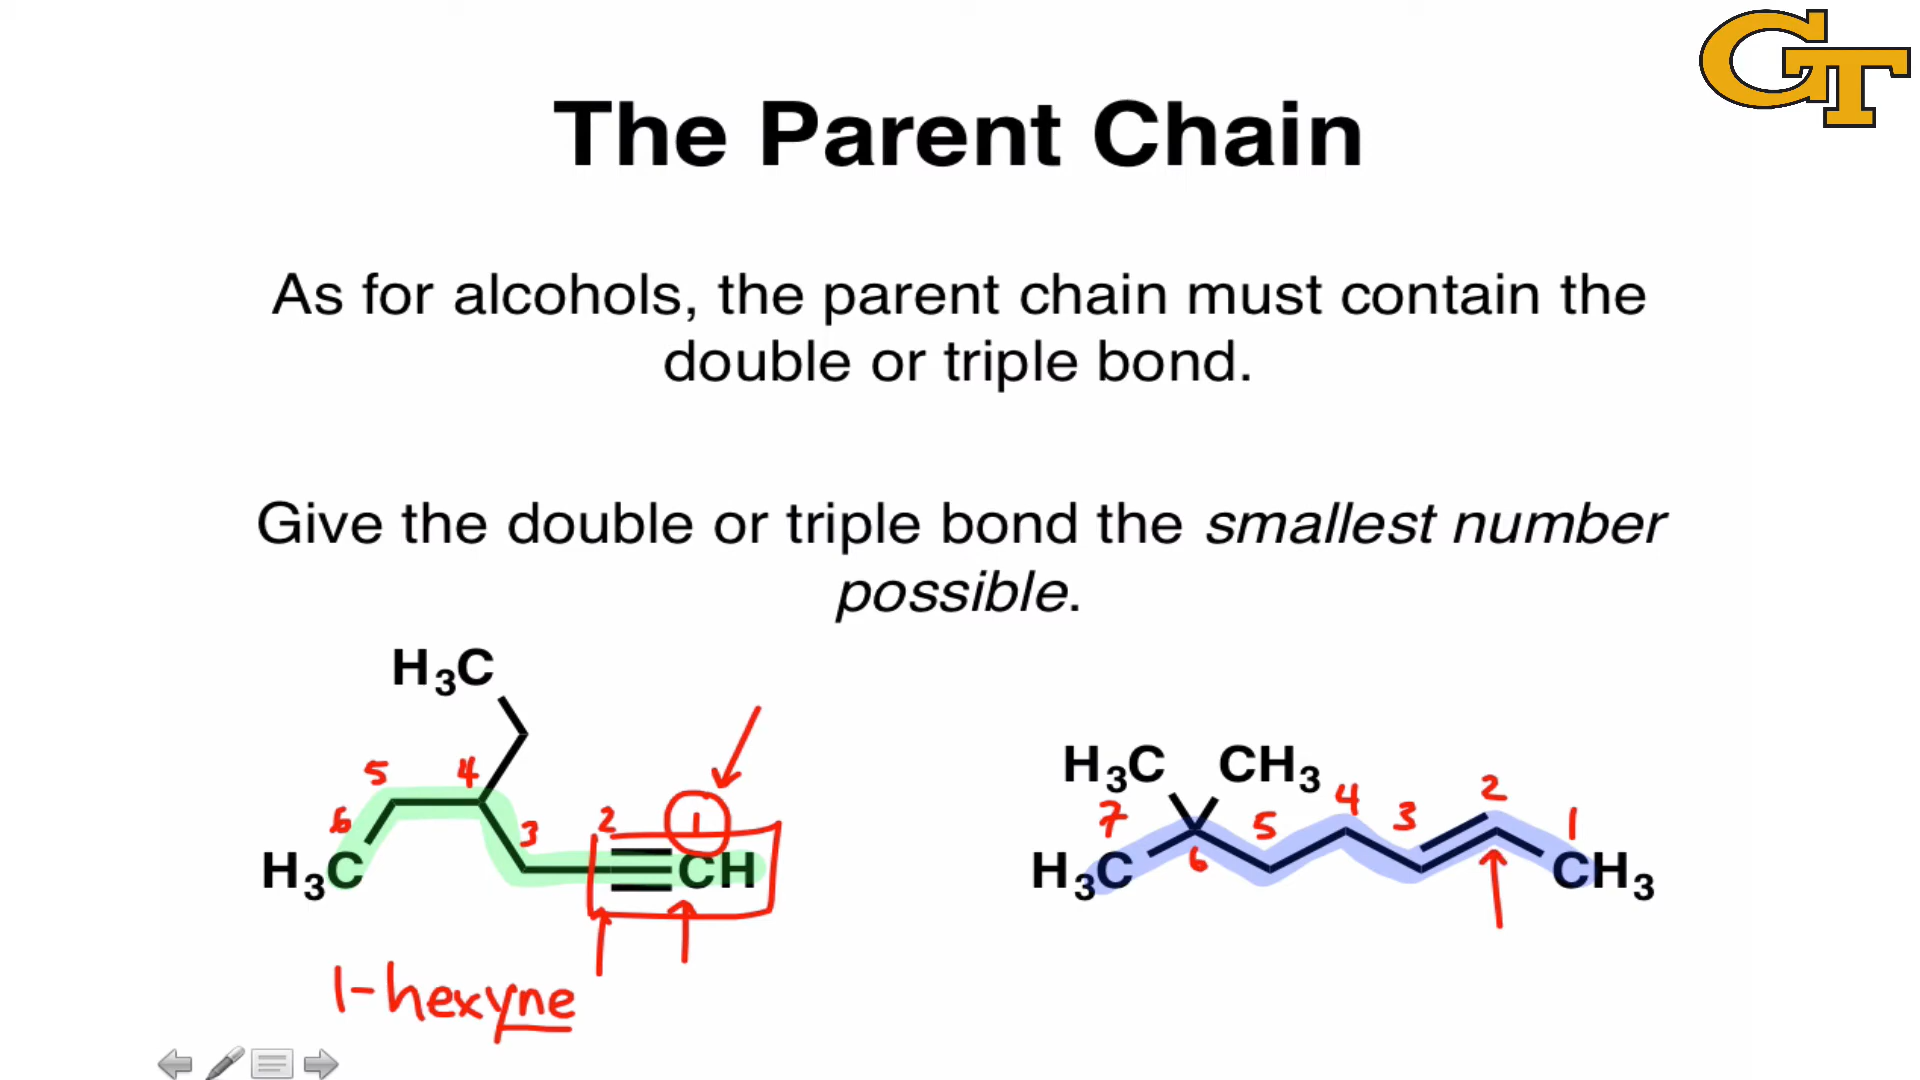 GT
The Parent Chain
As for alcohols, the parent chain must contain the
double or triple bond.
Give the double or triple bond the smallest number
possible.
H3C
5 4
6 3 2 1
H3C CH
1-hexyne
H3C CH3
7 6 5 4 3 2 1
H3C CH3